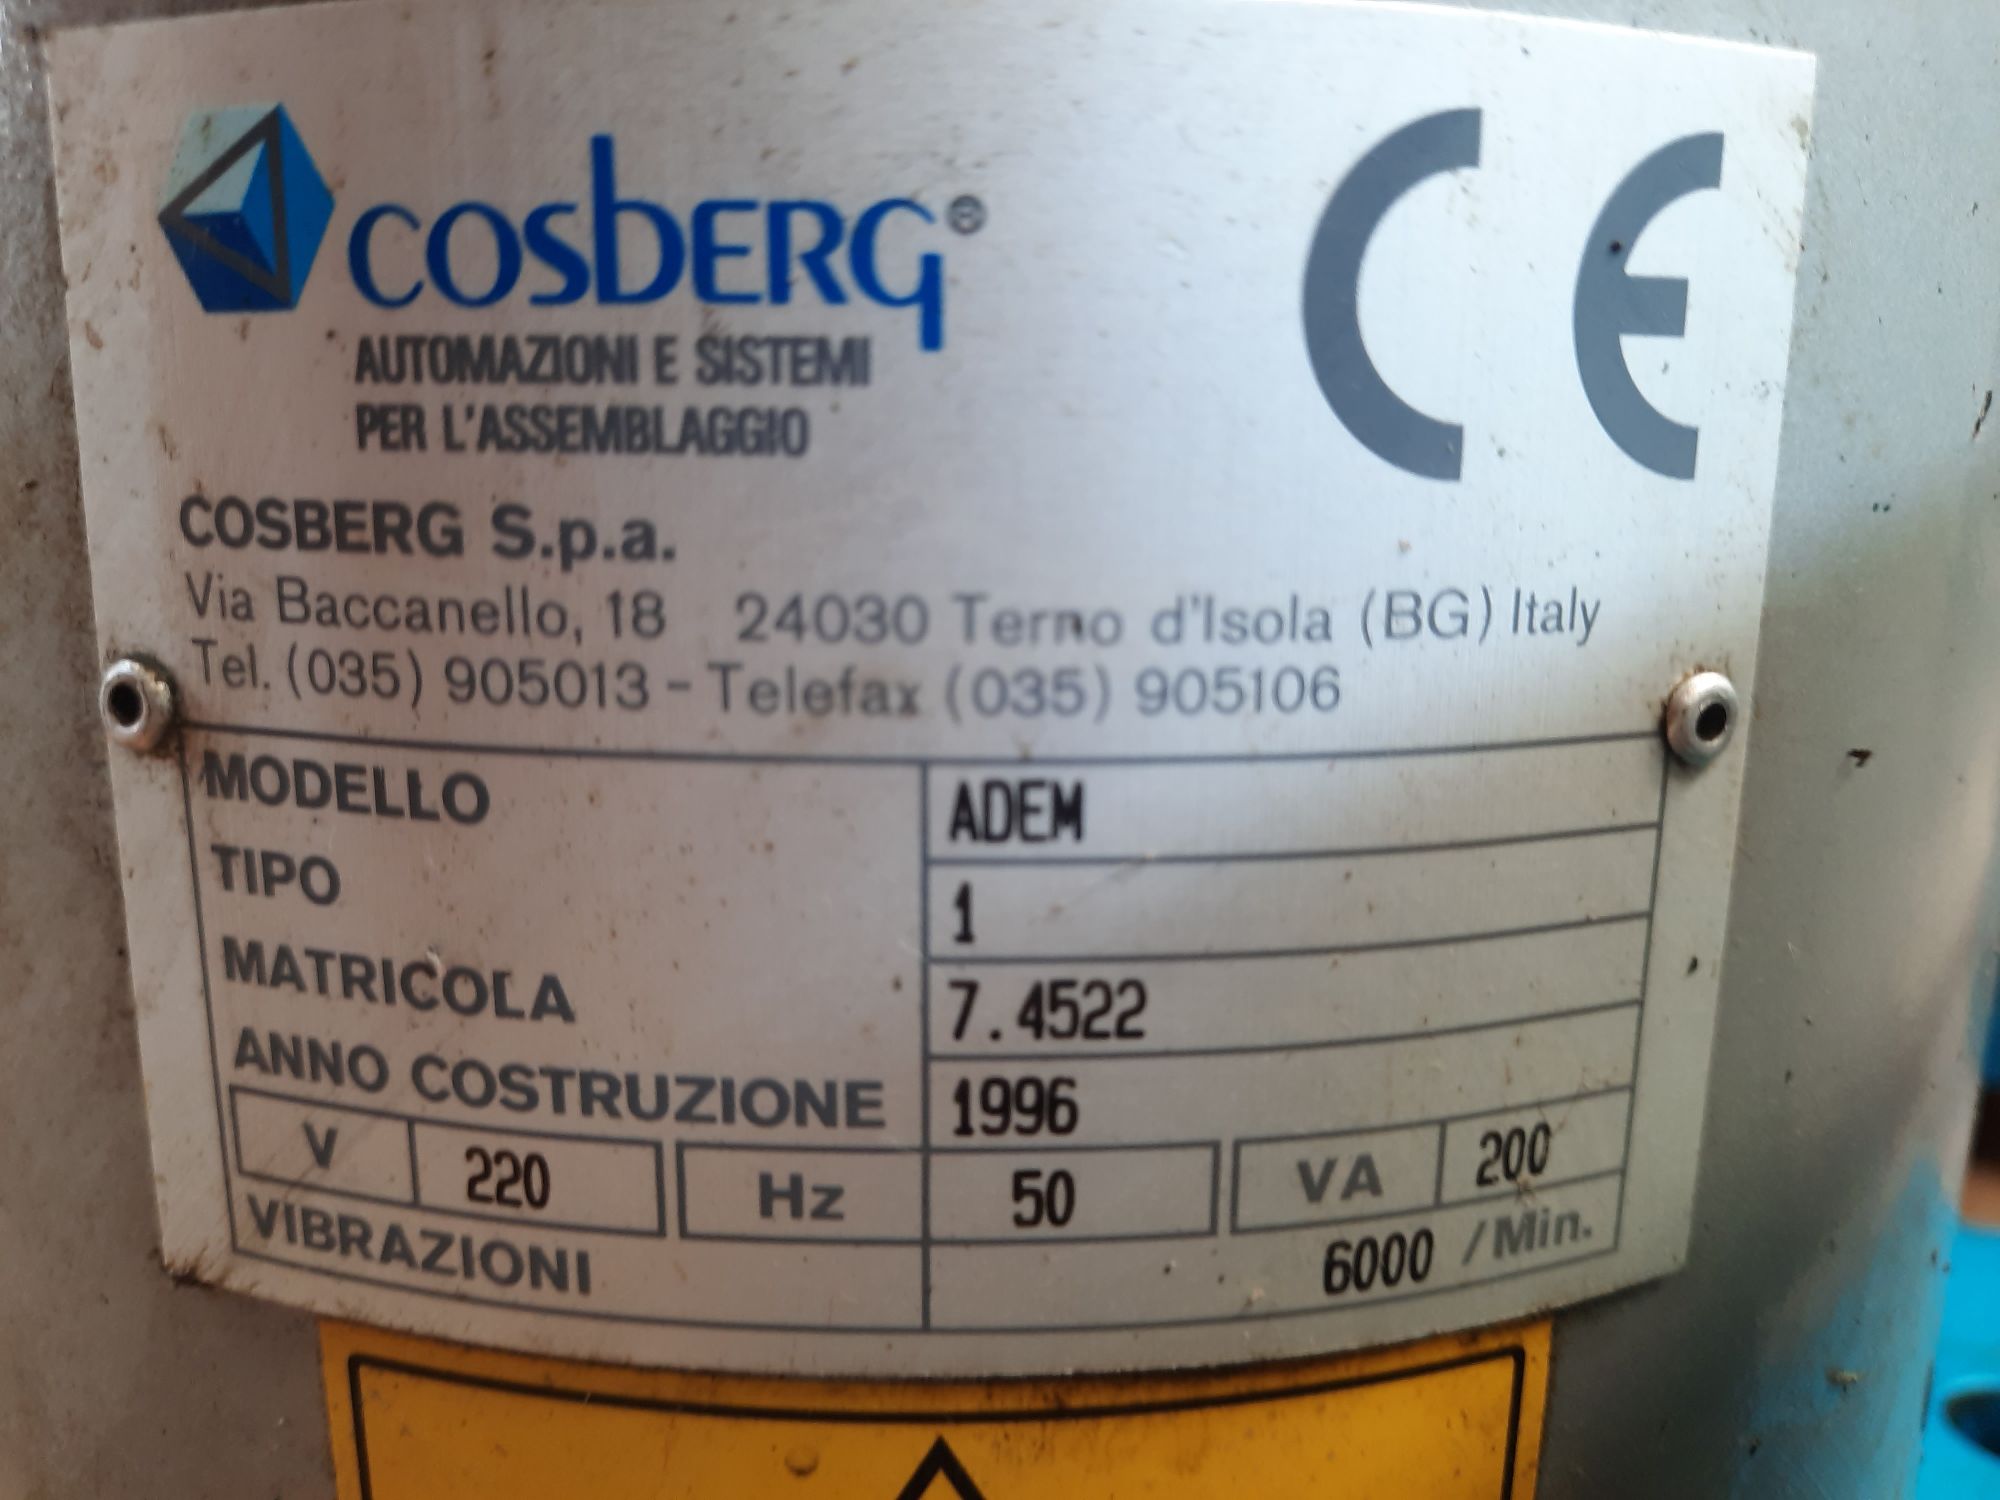 COSBERG®
AUTOMAZIONI E SISTEMI
PER L'ASSEMBLAGGIO
CE
COSBERG S.p.a.
Via Baccanello, 18 24030 Terno d'Isola (BG) Italy
Tel. (035) 905013 - Telefax (035) 905106
MODELLO ADEM
TIPO 1
MATRICOLA 7.4522
ANNO COSTRUZIONE 1996
V 220 Hz 50 VA 200
VIBRAZIONI 6000 /Min.